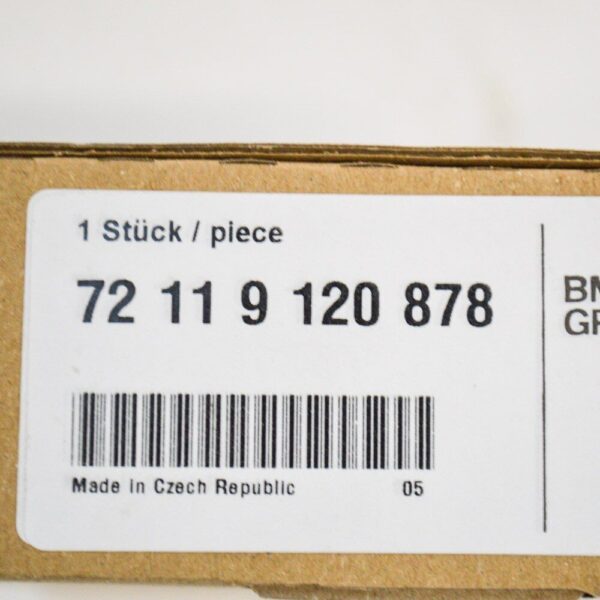 1 Stück / piece
72 11 9 120 878
Made in Czech Republic 05